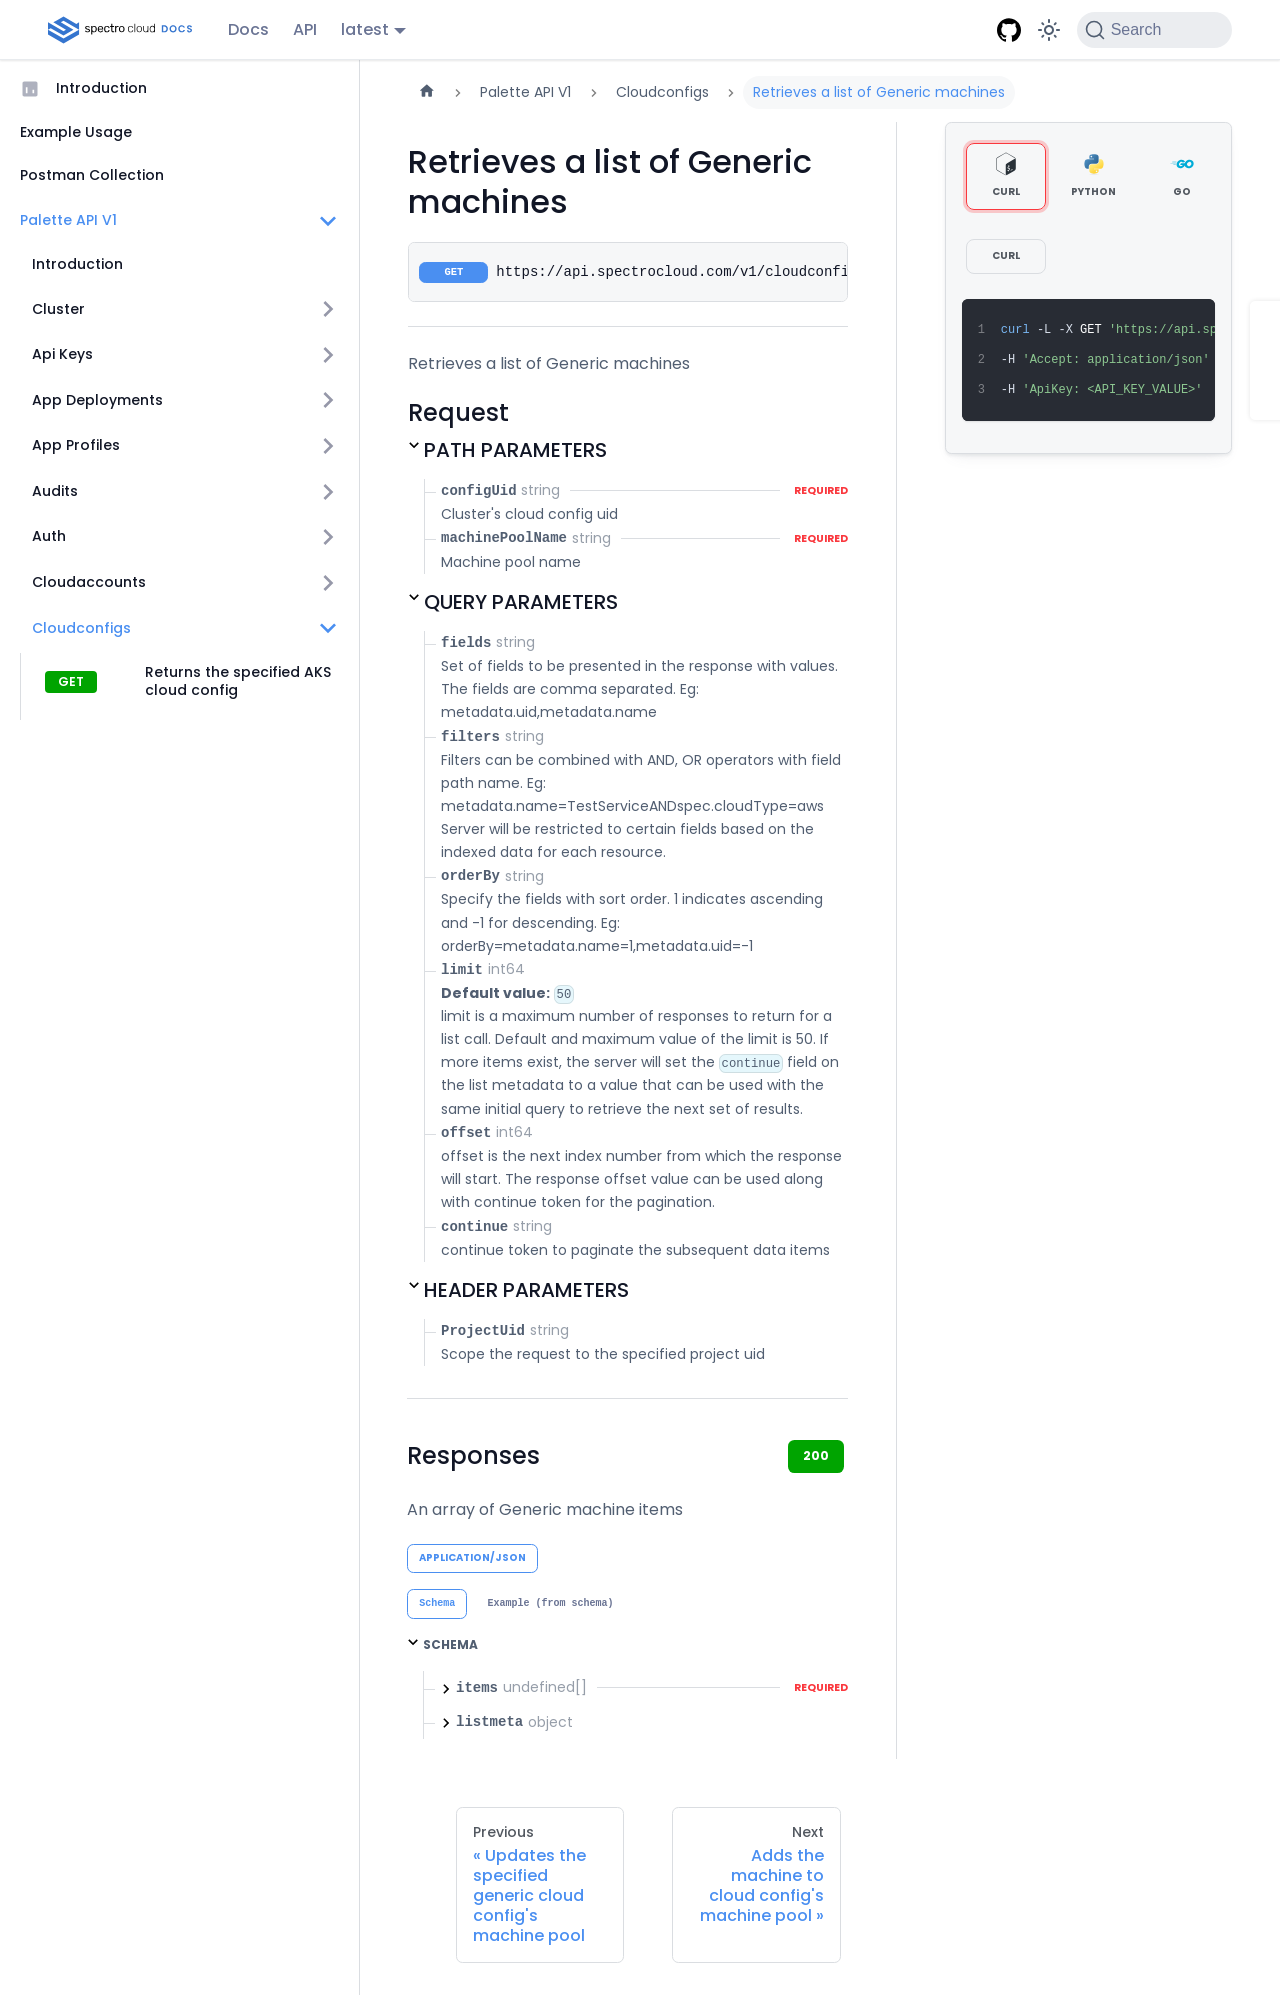 spectro cloud DOCS
Docs
API
latest
Search
Introduction
Example Usage
Postman Collection
Palette API V1
Introduction
Cluster
Api Keys
App Deployments
App Profiles
Audits
Auth
Cloudaccounts
Cloudconfigs
GET
Returns the specified AKS
cloud config
Palette API V1
Cloudconfigs
Retrieves a list of Generic machines
Retrieves a list of Generic
machines
GET https://api.spectrocloud.com/v1/cloudconfi
Retrieves a list of Generic machines
Request
PATH PARAMETERS
configUid string REQUIRED
Cluster's cloud config uid
machinePoolName string REQUIRED
Machine pool name
QUERY PARAMETERS
fields string
Set of fields to be presented in the response with values.
The fields are comma separated. Eg:
metadata.uid,metadata.name
filters string
Filters can be combined with AND, OR operators with field
path name. Eg:
metadata.name=TestServiceANDspec.cloudType=aws
Server will be restricted to certain fields based on the
indexed data for each resource.
orderBy string
Specify the fields with sort order. 1 indicates ascending
and -1 for descending. Eg:
orderBy=metadata.name=1,metadata.uid=-1
limit int64
Default value: 50
limit is a maximum number of responses to return for a
list call. Default and maximum value of the limit is 50. If
more items exist, the server will set the continue field on
the list metadata to a value that can be used with the
same initial query to retrieve the next set of results.
offset int64
offset is the next index number from which the response
will start. The response offset value can be used along
with continue token for the pagination.
continue string
continue token to paginate the subsequent data items
HEADER PARAMETERS
ProjectUid string
Scope the request to the specified project uid
Responses
200
An array of Generic machine items
APPLICATION/JSON
Schema
Example (from schema)
SCHEMA
items undefined[] REQUIRED
listmeta object
CURL
PYTHON
GO
CURL
1 curl -L -X GET 'https://api.sp
2 -H 'Accept: application/json'
3 -H 'ApiKey: <API_KEY_VALUE>'
Previous
« Updates the
specified
generic cloud
config's
machine pool
Next
Adds the
machine to
cloud config's
machine pool »